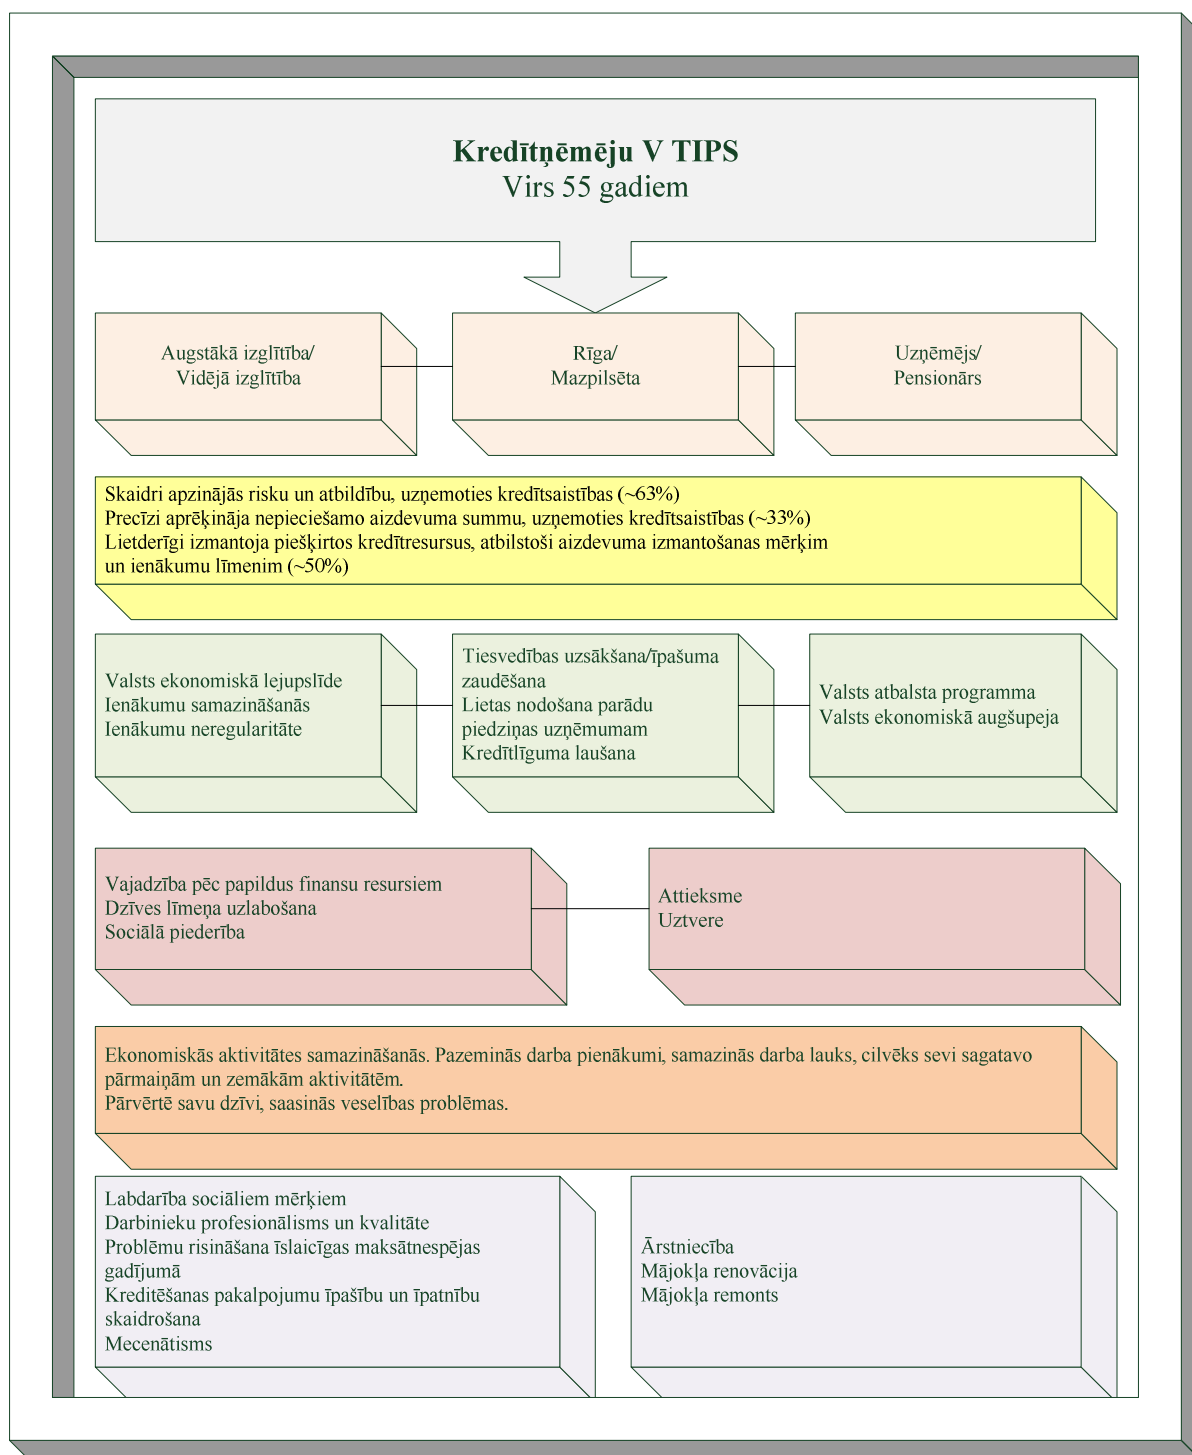 Kredītņēmēju V TIPS
Virs 55 gadiem
Augstākā izglītība/
Vidējā izglītība
Rīga/
Mazpilsēta
Uzņēmējs/
Pensionārs
Skaidri apzinājās risku un atbildību, uzņemoties kredītsaistības (~63%)
Precīzi aprēķināja nepieciešamo aizdevuma summu, uzņemoties kredītsaistības (~33%)
Lietderīgi izmantoja piešķirtos kredītresursus, atbilstoši aizdevuma izmantošanas mērķim
un ienākumu līmenim (~50%)
Valsts ekonomiskā lejupslīde
Ienākumu samazināšanās
Ienākumu neregularitāte
Tiesvedības uzsākšana/īpašuma
zaudēšana
Lietas nodošana parādu
piedziņas uzņēmumam
Kredītlīguma laušana
Valsts atbalsta programma
Valsts ekonomiskā augšupeja
Vajadzība pēc papildus finansu resursiem
Dzīves līmeņa uzlabošana
Sociālā piederība
Attieksme
Uztvere
Ekonomiskās aktivitātes samazināšanās. Pazeminās darba pienākumi, samazinās darba lauks, cilvēks sevi sagatavo
pārmaiņām un zemākām aktivitātēm.
Pārvērtē savu dzīvi, saasinās veselības problēmas.
Labdarība sociāliem mērķiem
Darbinieku profesionālisms un kvalitāte
Problēmu risināšana īslaicīgas maksātnespējas
gadījumā
Kreditēšanas pakalpojumu īpašību un īpatnību
skaidrošana
Mecenātisms
Ārstniecība
Mājokļa renovācija
Mājokļa remonts